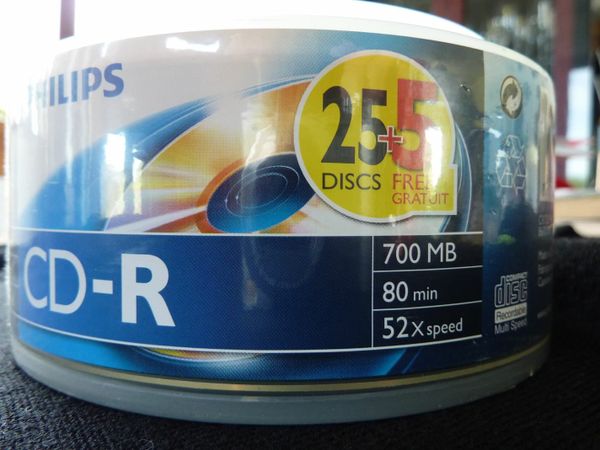 PHILIPS
25+5
DISCS FREE
GRATUIT
CD-R
700 MB
80 min
52x speed
COMPACT
disc
Recordable
Multi Speed